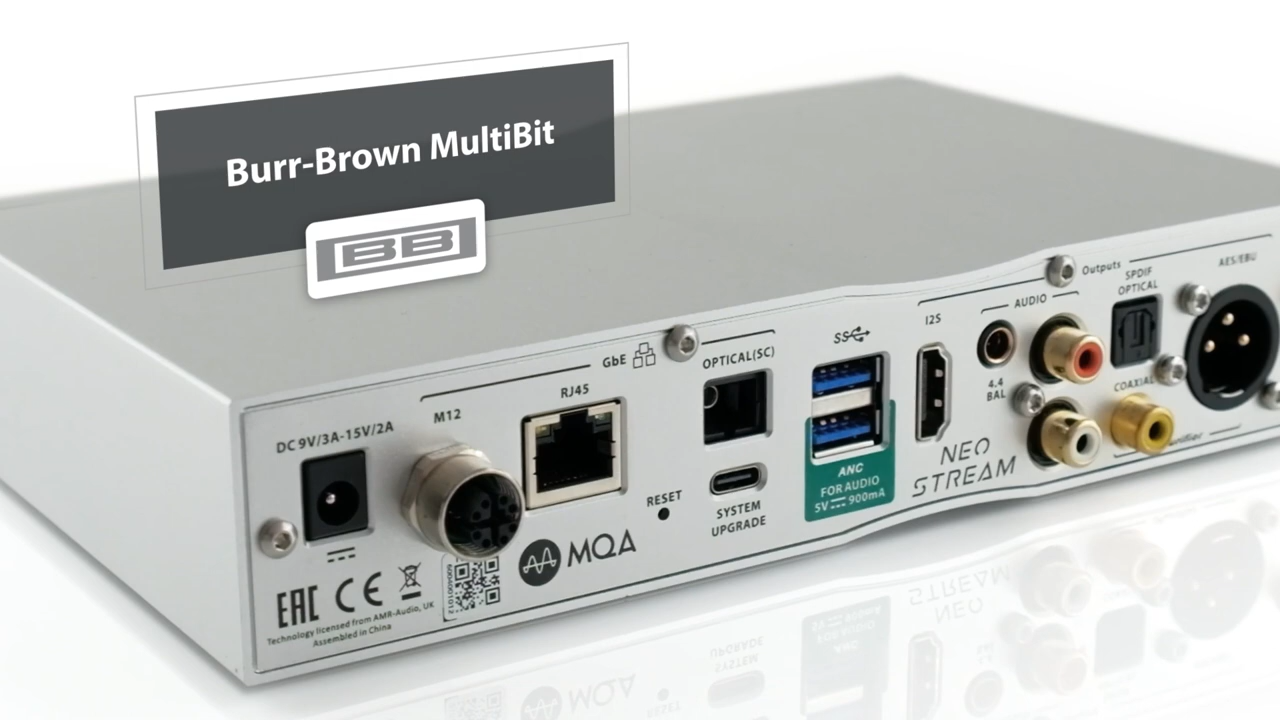 Burr-Brown MultiBit
BB
DC 9V/3A-15V/2A
M12
GbE
RJ45
OPTICAL(SC)
SS
I2S
Outputs
AUDIO
4.4
BAL
SPDIF
OPTICAL
COAXIAL
AES/EBU
RESET
SYSTEM
UPGRADE
ANC
FOR AUDIO
5V 900mA
NEO
STREAM
MQA
EAC CE
Technology licensed from AMR-Audio, UK
Assembled in China